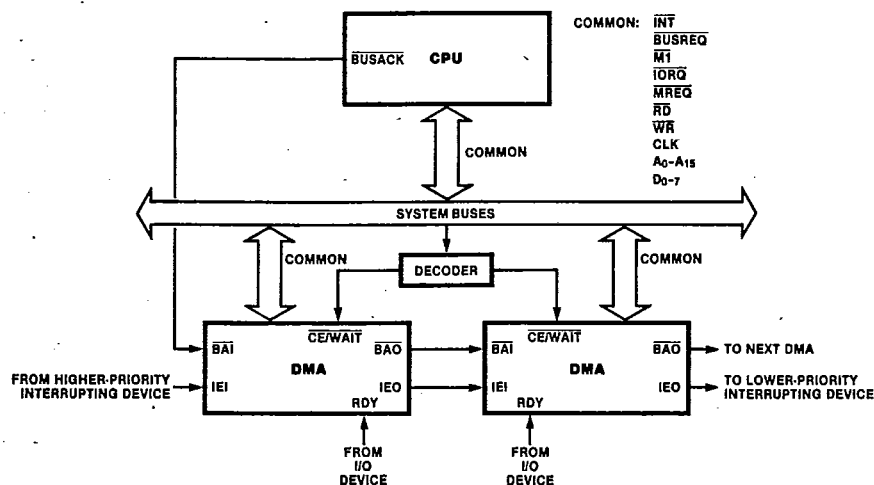 COMMON: INT
BUSREQ
M1
IORQ
MREQ
RD
WR
CLK
A0-A15
D0-7
BUSACK CPU
COMMON
SYSTEM BUSES
COMMON
DECODER
COMMON
CE/WAIT
BAI
BAO
DMA
IEI
IEO
RDY
CE/WAIT
BAI
BAO
DMA
IEI
IEO
RDY
TO NEXT DMA
FROM HIGHER-PRIORITY
INTERRUPTING DEVICE
TO LOWER-PRIORITY
INTERRUPTING DEVICE
FROM
I/O
DEVICE
FROM
I/O
DEVICE